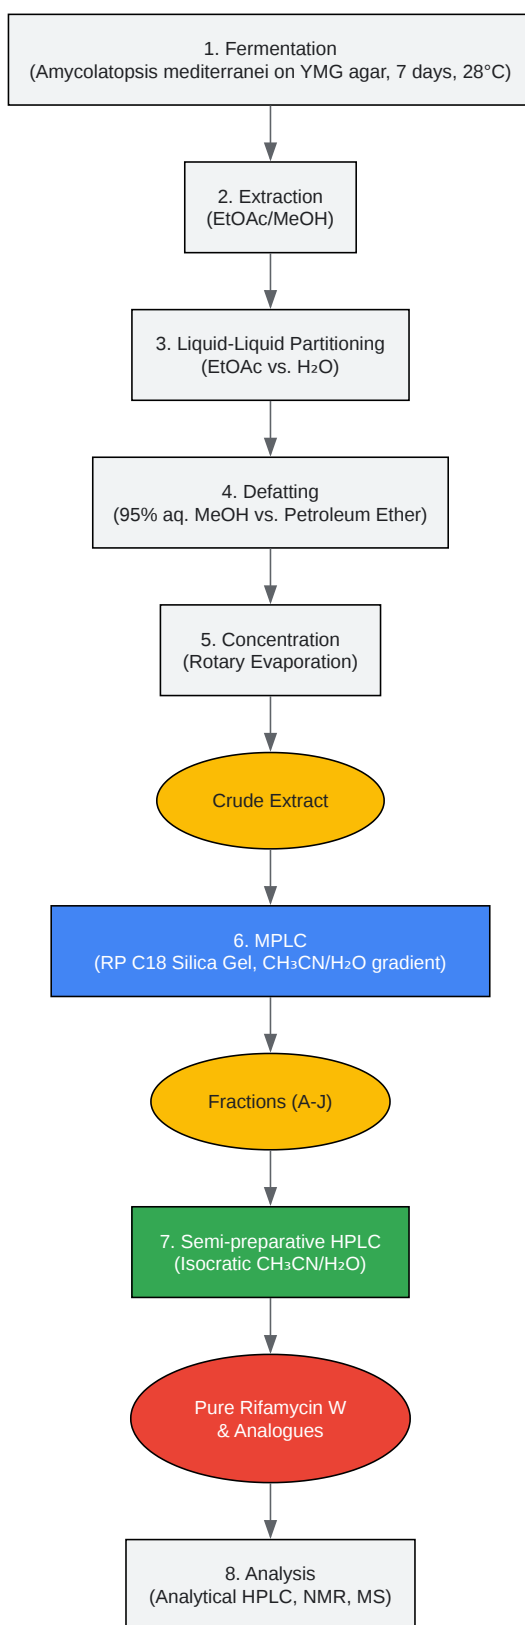 1. Fermentation
(Amycolatopsis mediterranei on YMG agar, 7 days, 28°C)
2. Extraction
(EtOAc/MeOH)
3. Liquid-Liquid Partitioning
(EtOAc vs. H₂O)
4. Defatting
(95% aq. MeOH vs. Petroleum Ether)
5. Concentration
(Rotary Evaporation)
Crude Extract
6. MPLC
(RP C18 Silica Gel, CH₃CN/H₂O gradient)
Fractions (A-J)
7. Semi-preparative HPLC
(Isocratic CH₃CN/H₂O)
Pure Rifamycin W
& Analogues
8. Analysis
(Analytical HPLC, NMR, MS)